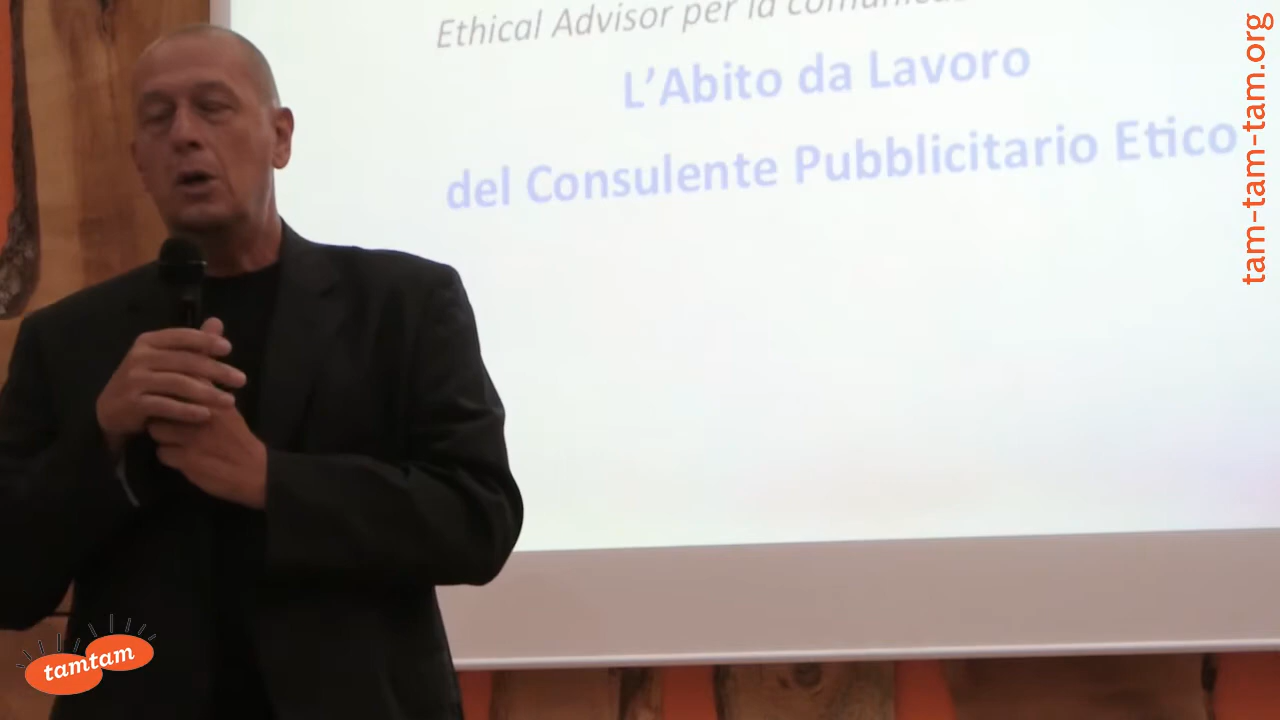 Ethical Advisor per la
L'Abito da Lavoro
del Consulente Pubblicitario Etico
tam-tam-tam.org
tamtam